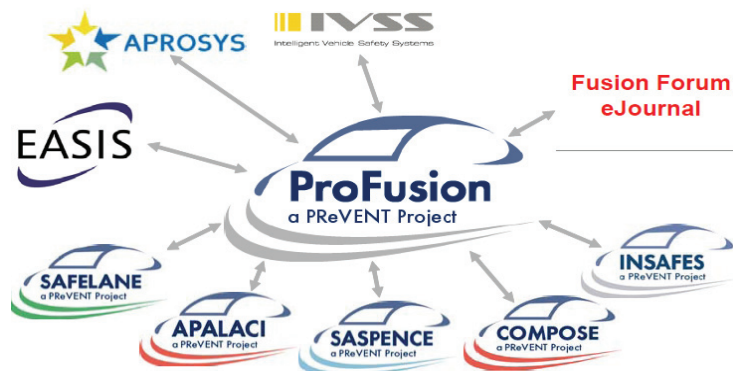 APROSYS
IVSS
Intelligent Vehicle Safety Systems
Fusion Forum
eJournal
EASIS
ProFusion
a PReVENT Project
SAFELANE
a PReVENT Project
APALACI
a PReVENT Project
SASPENCE
a PReVENT Project
COMPOSE
a PReVENT Project
INSAFES
a PReVENT Project